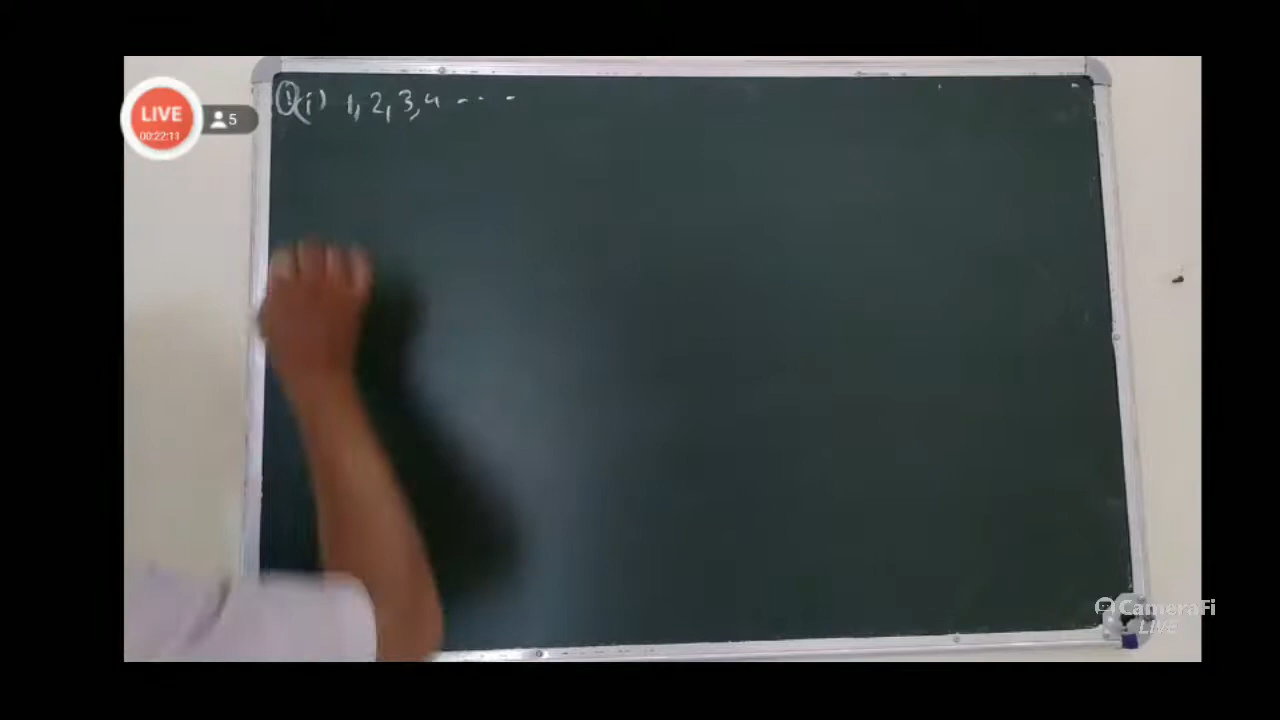 LIVE
00:22:11
5
Q(i) 1, 2, 3, 4 - - - -
CameraFi
LIVE